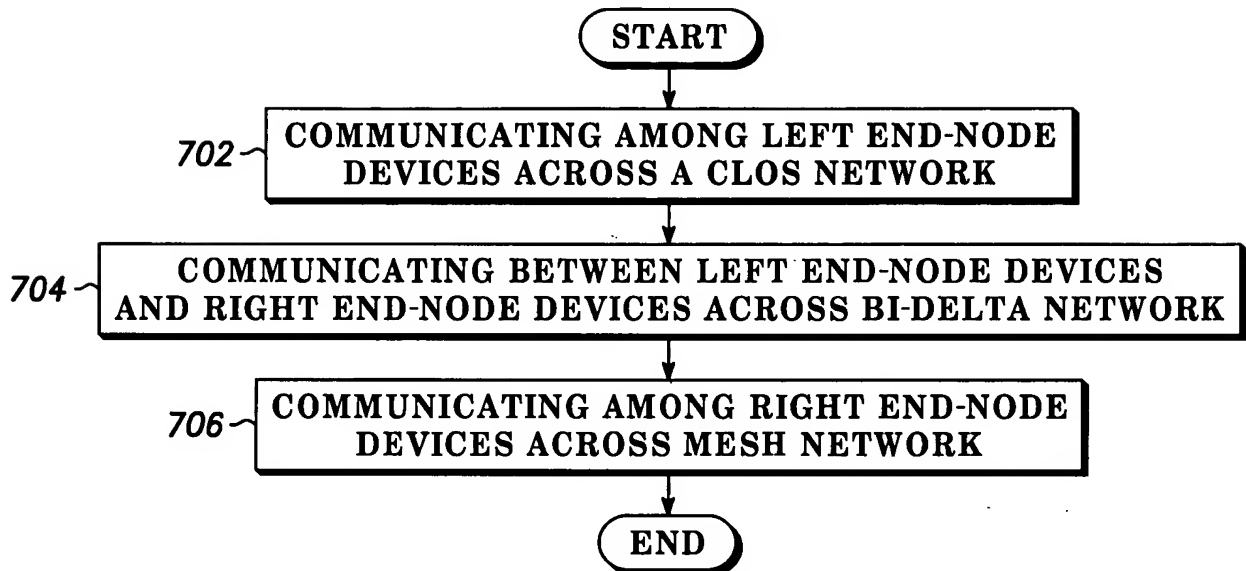 START
702
COMMUNICATING AMONG LEFT END-NODE
DEVICES ACROSS A CLOS NETWORK
704
COMMUNICATING BETWEEN LEFT END-NODE DEVICES
AND RIGHT END-NODE DEVICES ACROSS BI-DELTA NETWORK
706
COMMUNICATING AMONG RIGHT END-NODE
DEVICES ACROSS MESH NETWORK
END